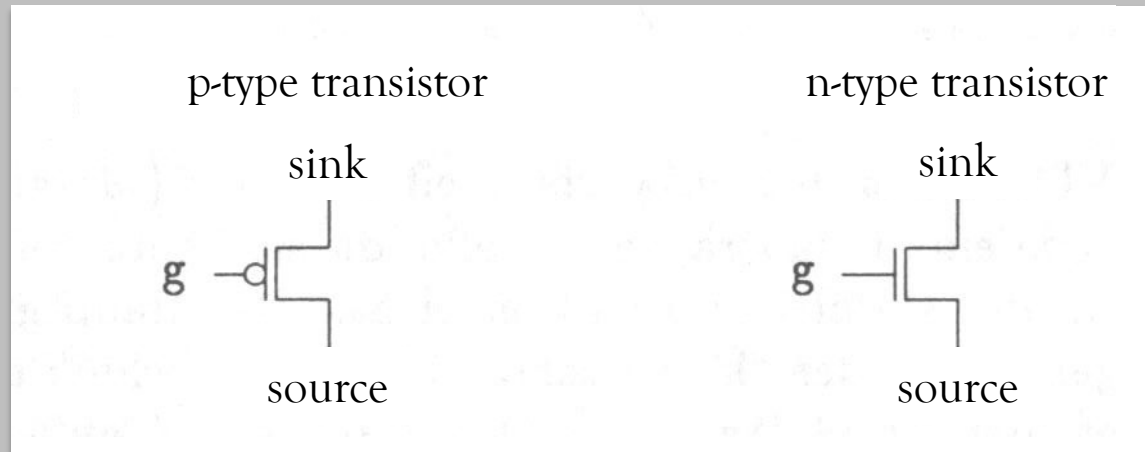 p-type transistor
n-type transistor
sink
sink
g
g
source
source